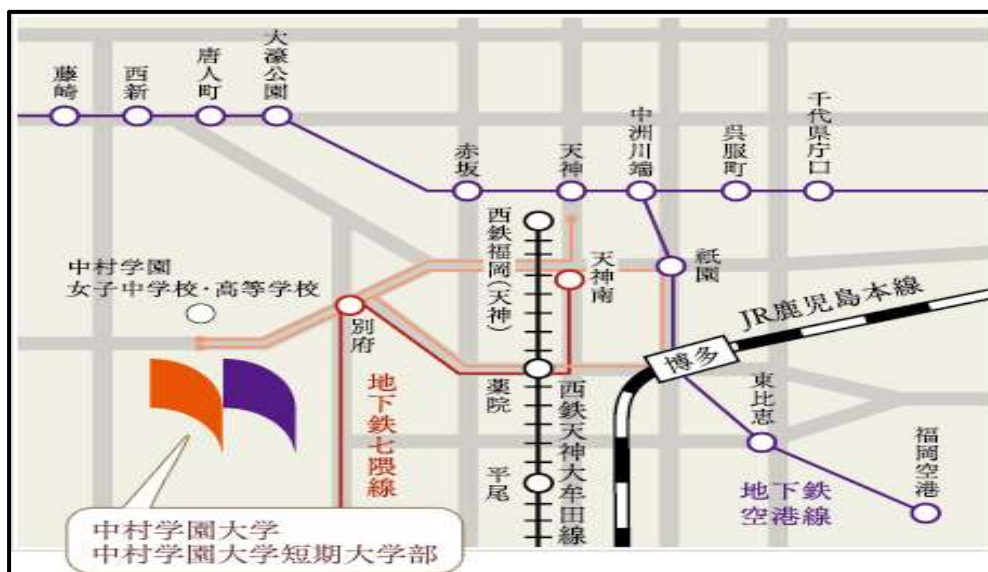 藤崎
西新
唐人町
大濠公園
赤坂
天神
中洲川端
呉服町
千代県庁口
西鉄福岡(天神)
天神南
祇園
中村学園
女子中学校・高等学校
別府
JR鹿児島本線
博多
薬院
東比恵
地下鉄七隈線
西鉄天神大牟田線
平尾
福岡空港
地下鉄
空港線
中村学園大学
中村学園大学短期大学部